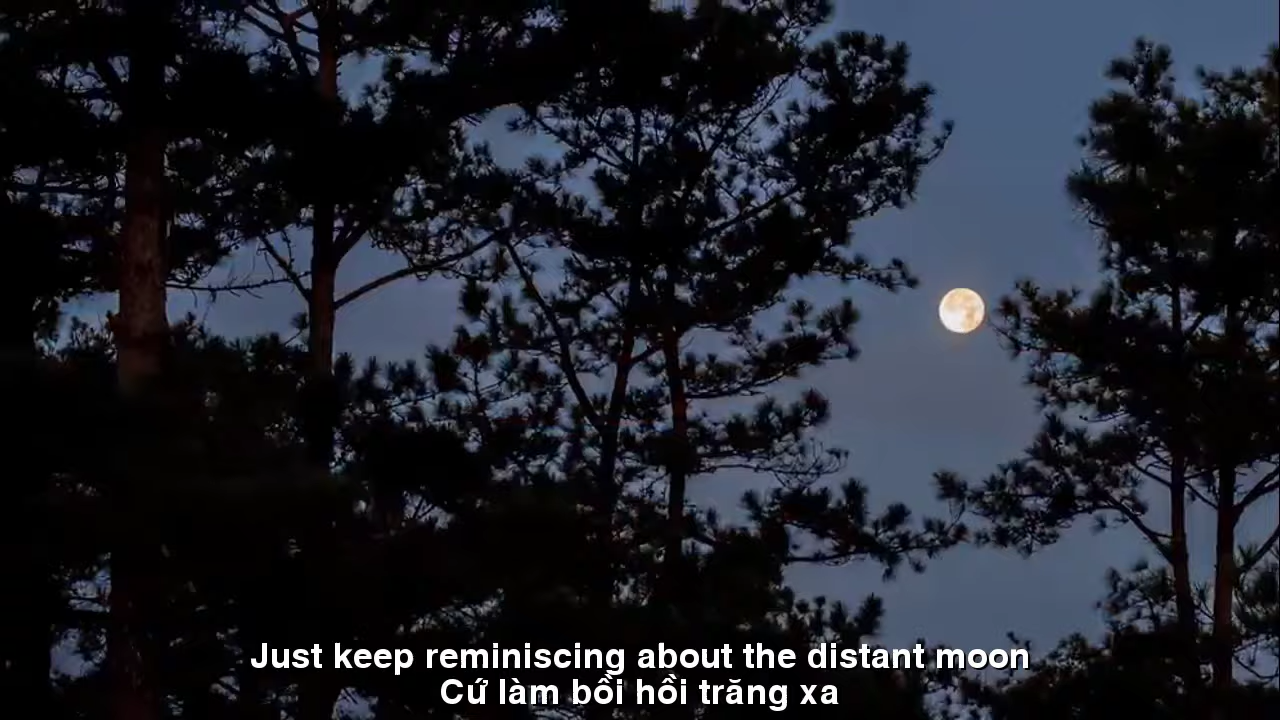 Just keep reminiscing about the distant moon
Cứ làm bồi hồi trăng xa